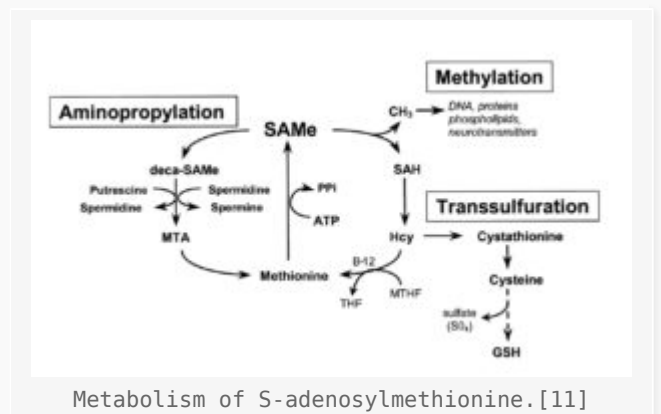 Methylation
Aminopropylation
CH₃
DNA, proteins
phospholipids,
neurotransmitters
SAMe
deca-SAMe
SAH
Putrescine
Spermidine
PPi
Spermidine
Spermine
ATP
Transsulfuration
MTA
Hcy
Cystathionine
B-12
Methionine
Cysteine
THF
MTHF
sulfate
(S0₄)
GSH
Metabolism of S-adenosylmethionine.[11]